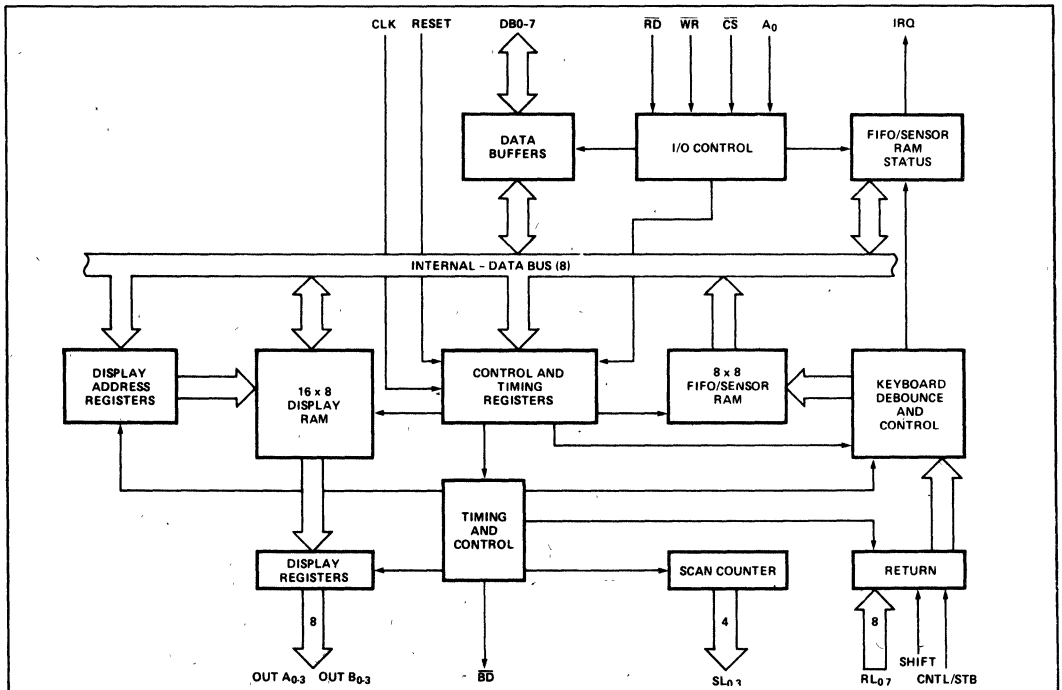 CLK RESET DB0-7 RD WR CS A0 IRQ
DATA
BUFFERS
I/O CONTROL
FIFO/SENSOR
RAM
STATUS
INTERNAL - DATA BUS (8)
DISPLAY
ADDRESS
REGISTERS
16 x 8
DISPLAY
RAM
CONTROL AND
TIMING
REGISTERS
8 x 8
FIFO/SENSOR
RAM
KEYBOARD
DEBOUNCE
AND
CONTROL
TIMING
AND
CONTROL
DISPLAY
REGISTERS
SCAN COUNTER
RETURN
8
4
8
OUT A0-3 OUT B0-3
BD
SL0 3
RL0 7
SHIFT
CNTL/STB